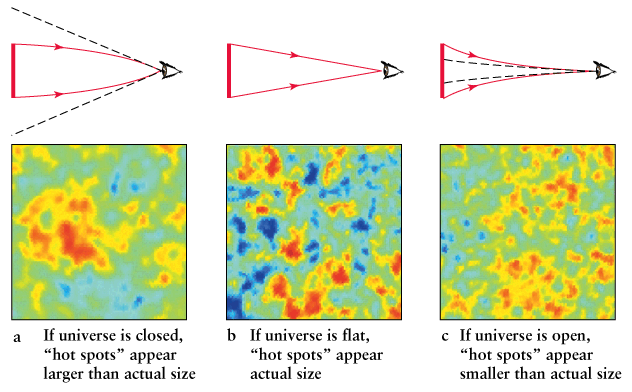 a If universe is closed,
“hot spots” appear
larger than actual size
b If universe is flat,
“hot spots” appear
actual size
c If universe is open,
“hot spots” appear
smaller than actual size